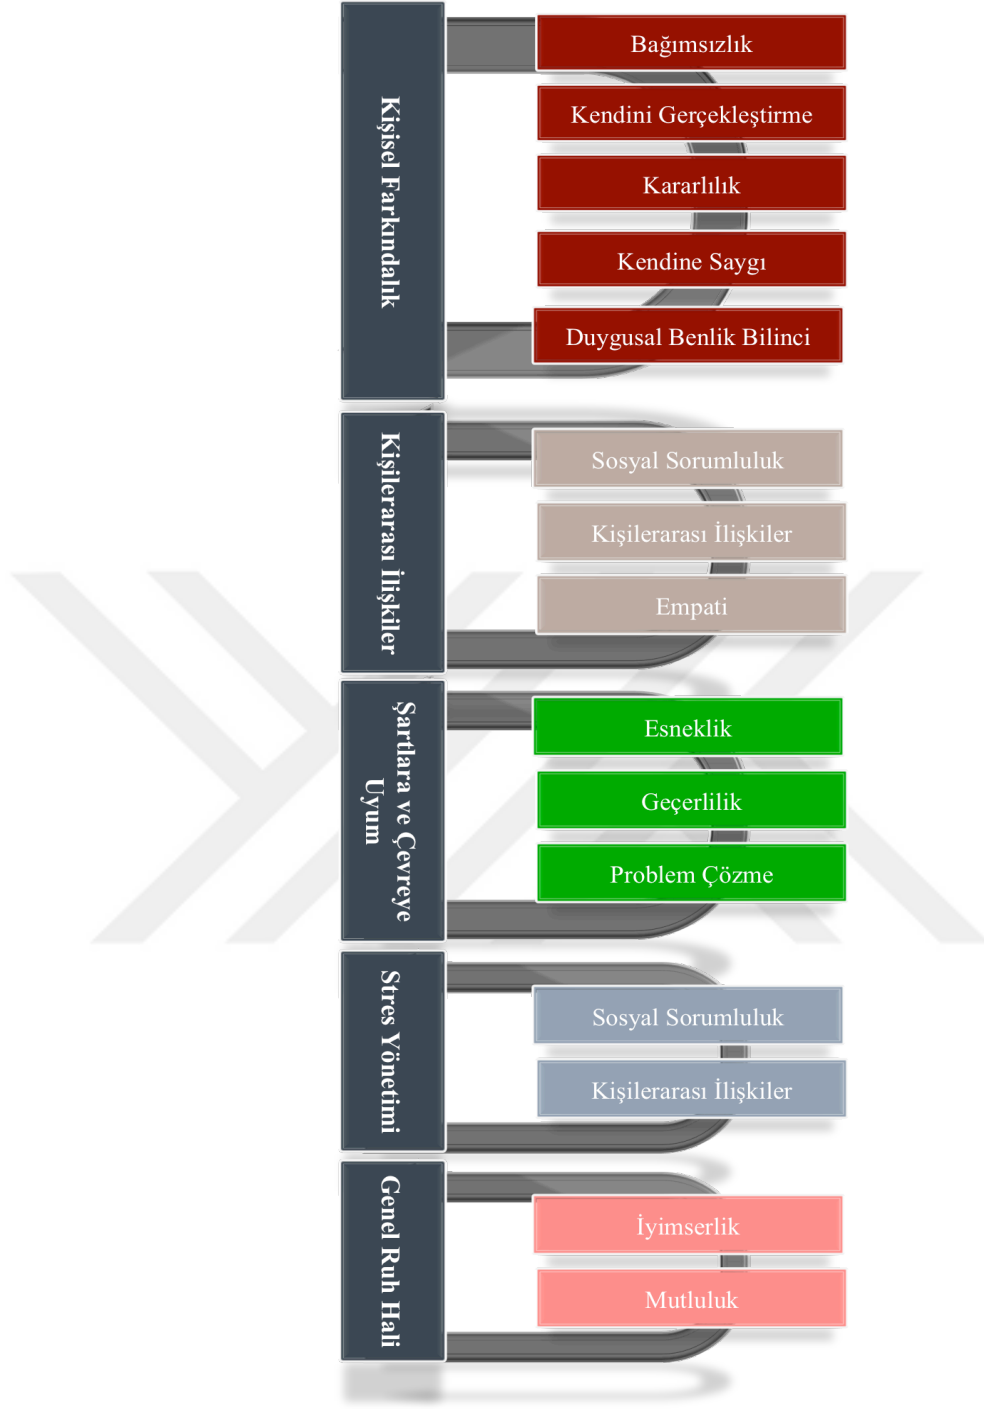 Kişisel Farkındalık
Bağımsızlık
Kendini Gerçekleştirme
Kararlılık
Kendine Saygı
Duygusal Benlik Bilinci
Kişilerarası İlişkiler
Sosyal Sorumluluk
Kişilerarası İlişkiler
Empati
Şartlara ve Çevreye
Uyum
Esneklik
Geçerlilik
Problem Çözme
Stres Yönetimi
Sosyal Sorumluluk
Kişilerarası İlişkiler
Genel Ruh Hali
İyimserlik
Mutluluk